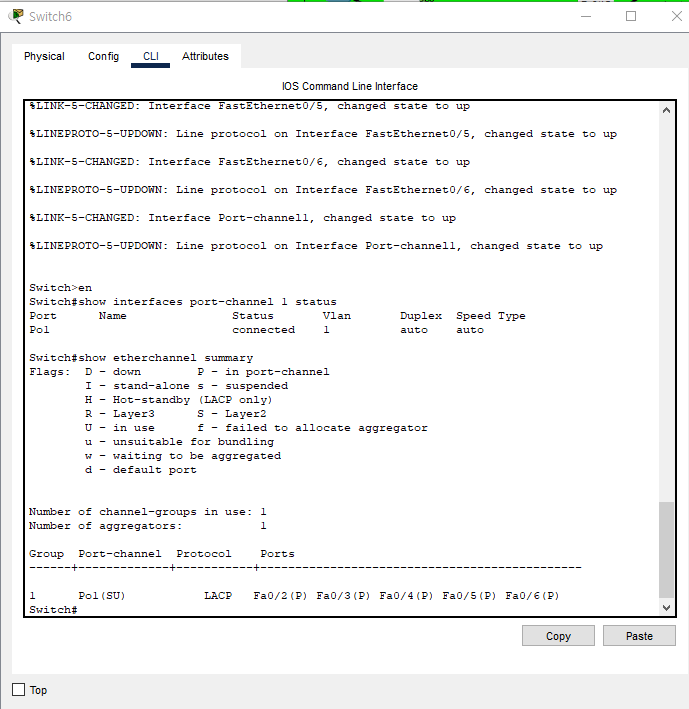 Switch6
Physical Config CLI Attributes
IOS Command Line Interface
%LINK-5-CHANGED: Interface FastEthernet0/5, changed state to up
%LINEPROTO-5-UPDOWN: Line protocol on Interface FastEthernet0/5, changed state to up
%LINK-5-CHANGED: Interface FastEthernet0/6, changed state to up
%LINEPROTO-5-UPDOWN: Line protocol on Interface FastEthernet0/6, changed state to up
%LINK-5-CHANGED: Interface Port-channel1, changed state to up
%LINEPROTO-5-UPDOWN: Line protocol on Interface Port-channel1, changed state to up
Switch>en
Switch#show interfaces port-channel 1 status
Port      Name               Status       Vlan       Duplex  Speed Type
Po1                          connected    1          auto    auto
Switch#show etherchannel summary
Flags:  D - down        P - in port-channel
        I - stand-alone s - suspended
        H - Hot-standby (LACP only)
        R - Layer3      S - Layer2
        U - in use      f - failed to allocate aggregator
        u - unsuitable for bundling
        w - waiting to be aggregated
        d - default port
Number of channel-groups in use: 1
Number of aggregators:           1
Group  Port-channel  Protocol    Ports
------+-------------+-----------+----------------------------------------------
1      Po1(SU)           LACP   Fa0/2(P) Fa0/3(P) Fa0/4(P) Fa0/5(P) Fa0/6(P)
Switch#
Copy Paste
Top